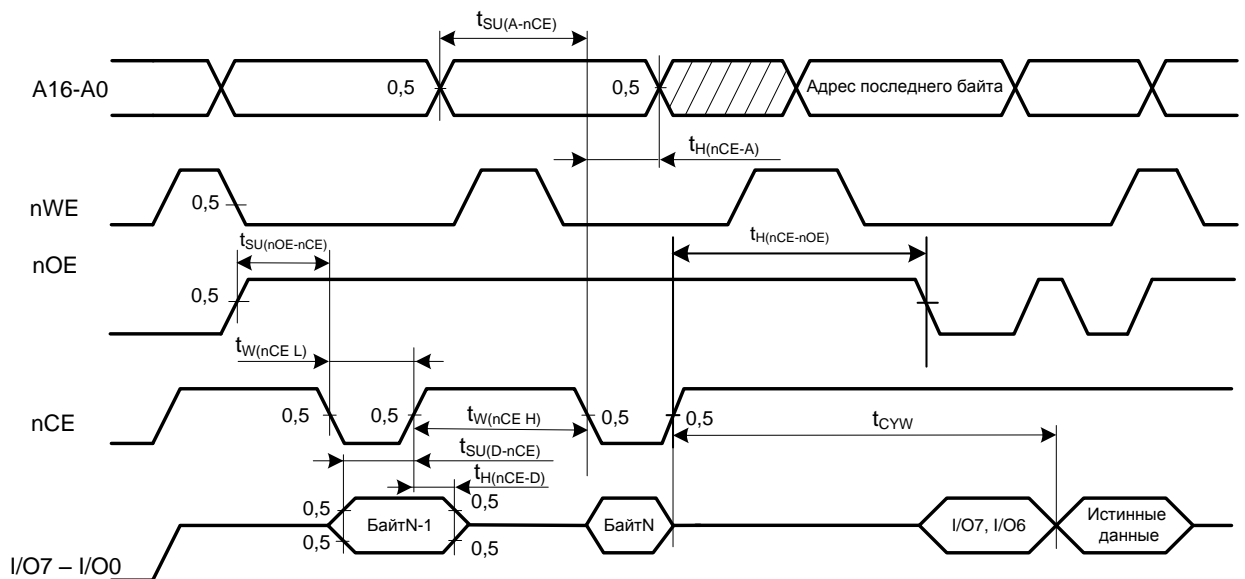 tSU(A-nCE)
A16-A0
0,5
0,5
Адрес последнего байта
tH(nCE-A)
nWE
0,5
tSU(nOE-nCE)
tH(nCE-nOE)
nOE
0,5
tW(nCE L)
nCE
0,5
0,5
tW(nCE H)
0,5
0,5
tCYW
tSU(D-nCE)
tH(nCE-D)
0,5
0,5
БайтN-1
БайтN
I/O7, I/O6
Истинные
данные
0,5
0,5
I/O7 – I/O0